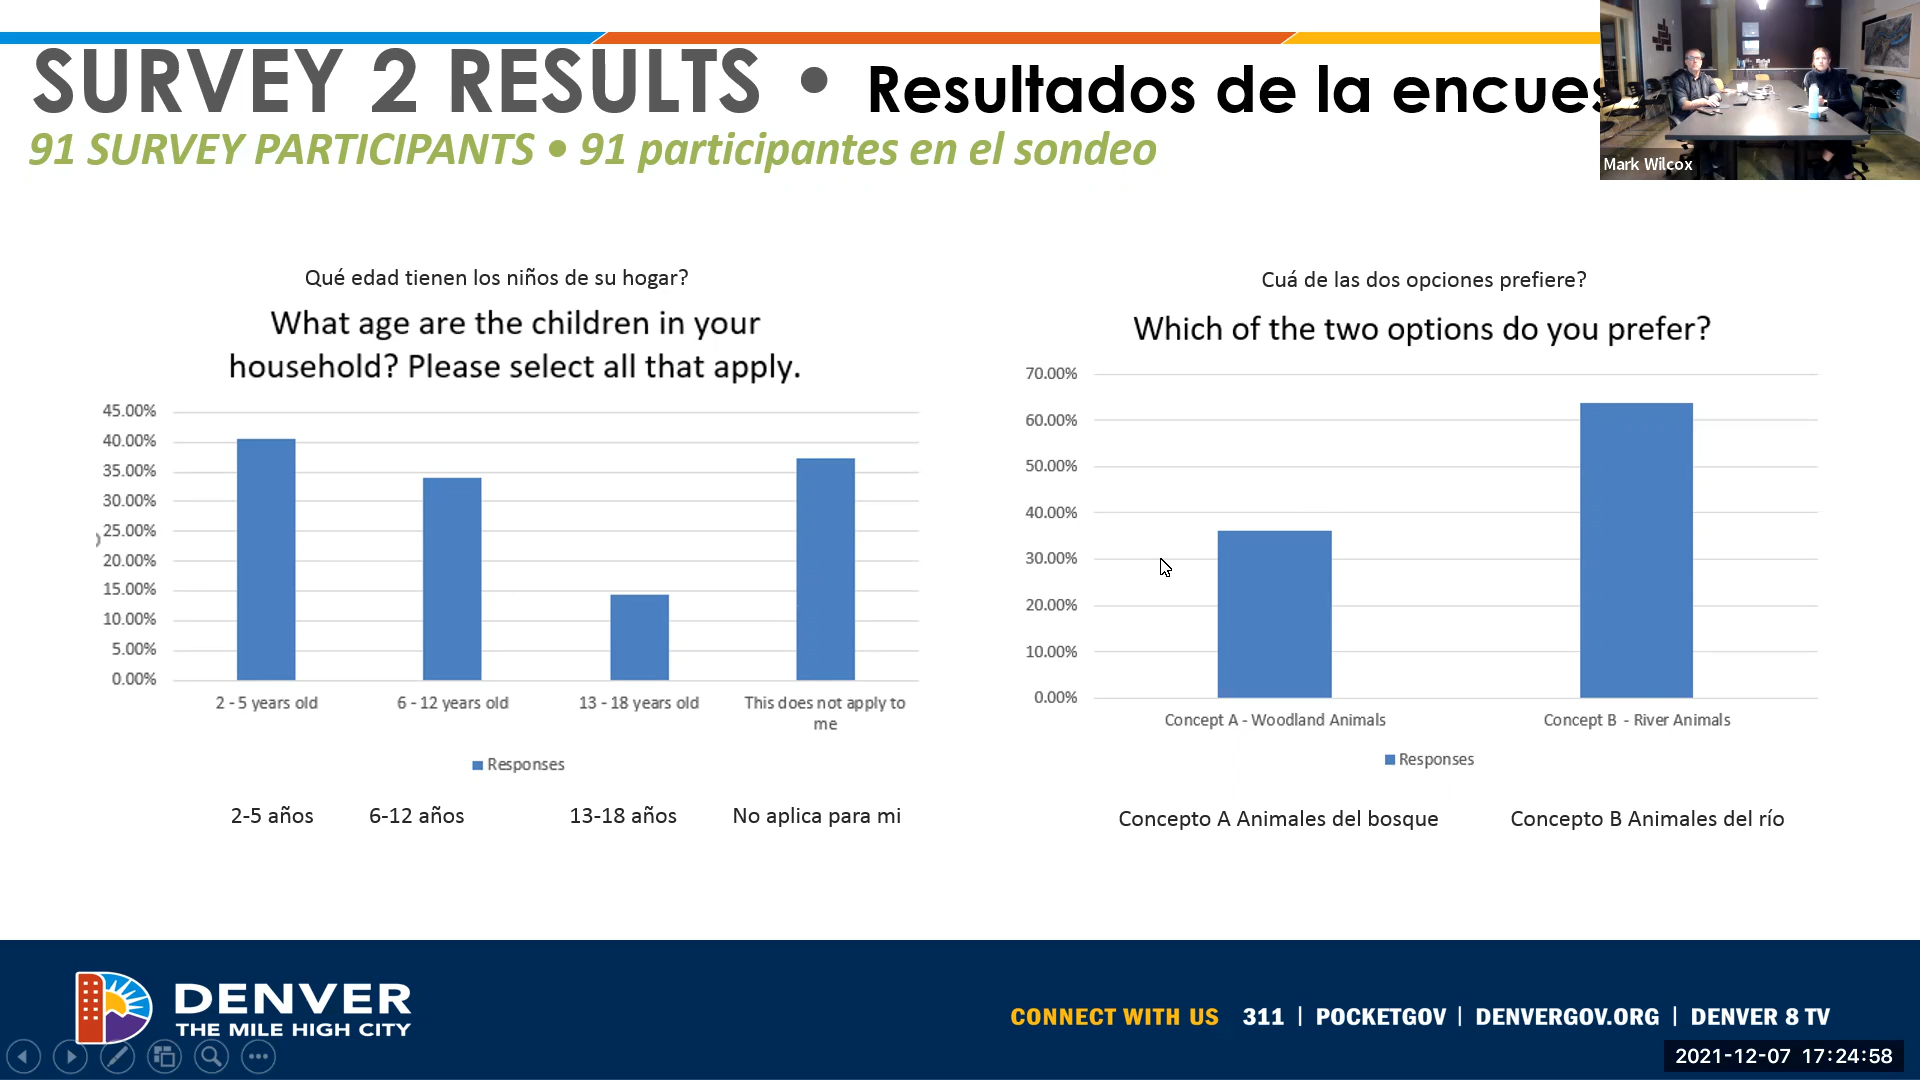 SURVEY 2 RESULTS • Resultados de la encues
91 SURVEY PARTICIPANTS • 91 participantes en el sondeo
Mark Wilcox
Qué edad tienen los niños de su hogar?
What age are the children in your
household? Please select all that apply.
45.00%
40.00%
35.00%
30.00%
25.00%
20.00%
15.00%
10.00%
5.00%
0.00%
2 - 5 years old 6 - 12 years old 13 - 18 years old This does not apply to
me
Responses
2-5 años 6-12 años 13-18 años No aplica para mi
Cuá de las dos opciones prefiere?
Which of the two options do you prefer?
70.00%
60.00%
50.00%
40.00%
30.00%
20.00%
10.00%
0.00%
Concept A - Woodland Animals Concept B - River Animals
Responses
Concepto A Animales del bosque Concepto B Animales del río
DENVER
THE MILE HIGH CITY
CONNECT WITH US 311 | POCKETGOV | DENVERGOV.ORG | DENVER 8 TV
2021-12-07 17:24:58